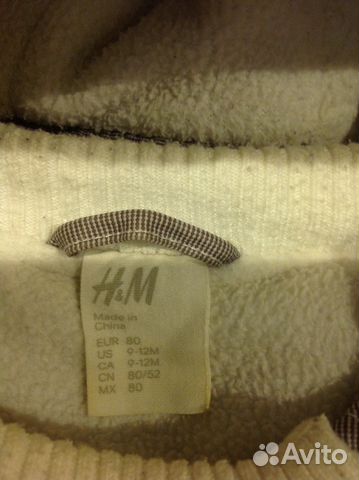 H&M
Made in
China
EUR 80
US 9-12M
CA 9-12M
CN 80/52
MX 80
Avito